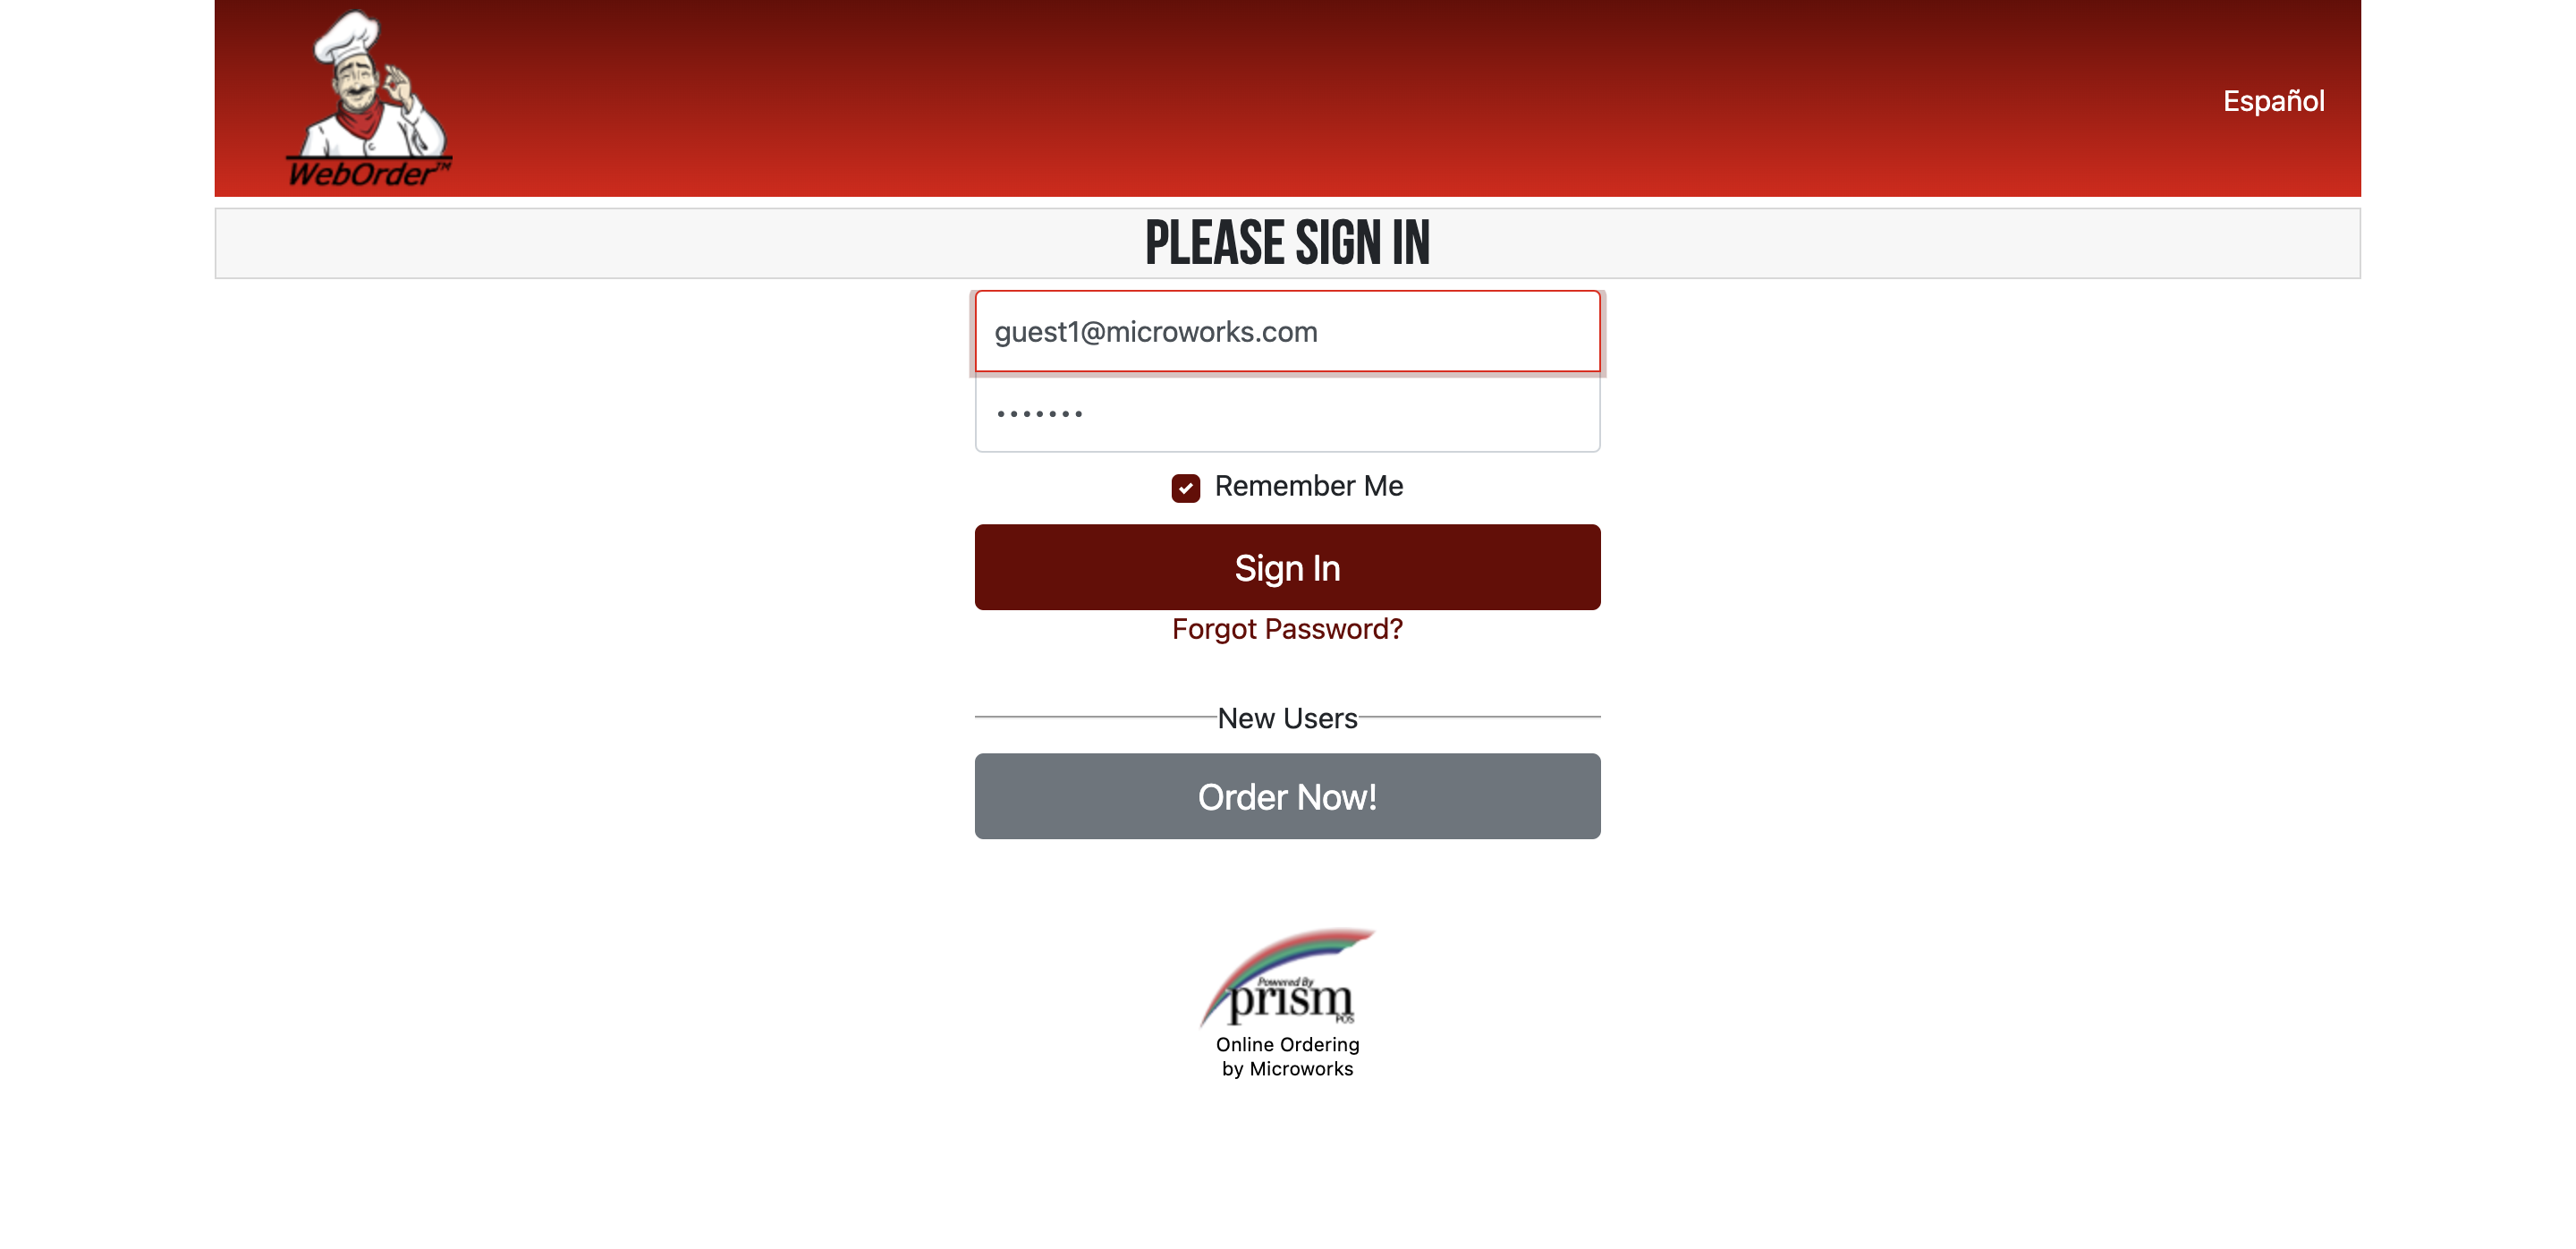 WebOrder™
Español
PLEASE SIGN IN
guest1@microworks.com
•••••••
Remember Me
Sign In
Forgot Password?
New Users
Order Now!
Powered By
prism
POS
Online Ordering
by Microworks